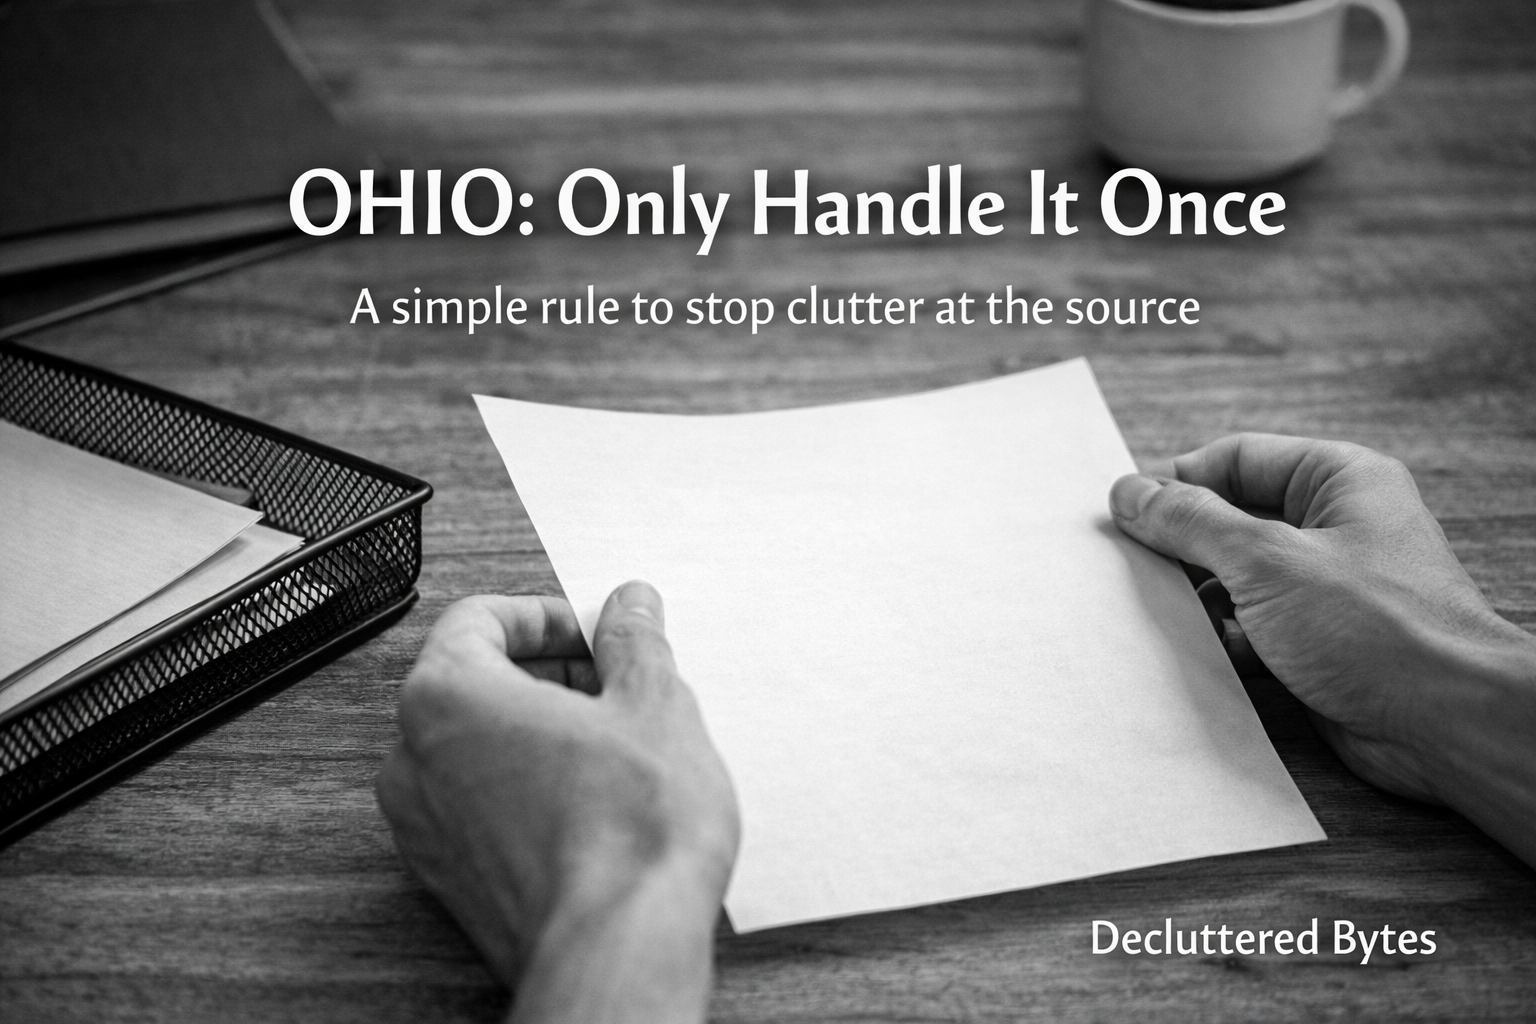 OHIO: Only Handle It Once
A simple rule to stop clutter at the source
Decluttered Bytes